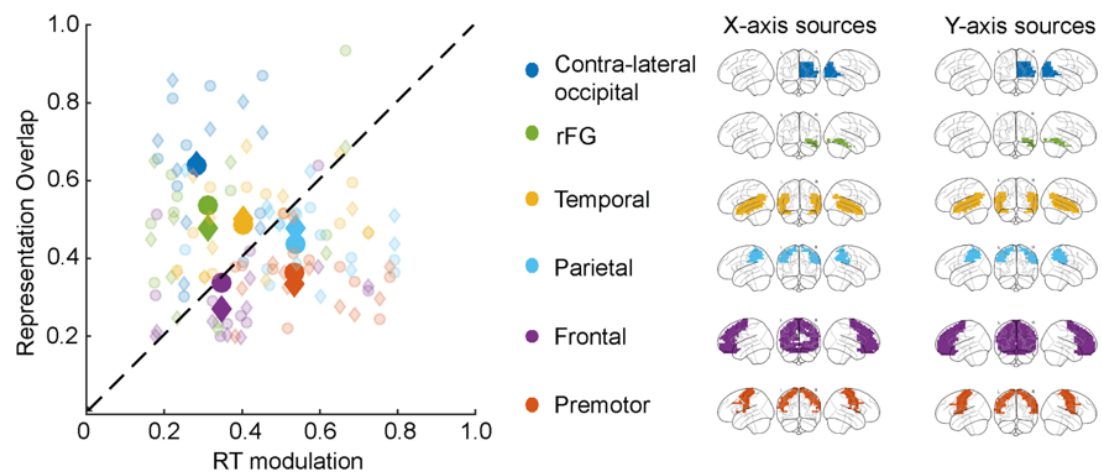 1.0
0.8
0.6
0.4
0.2
Representation Overlap
0
0.2
0.4
0.6
0.8
1.0
RT modulation
Contra-lateral
occipital
rFG
Temporal
Parietal
Frontal
Premotor
X-axis sources
Y-axis sources